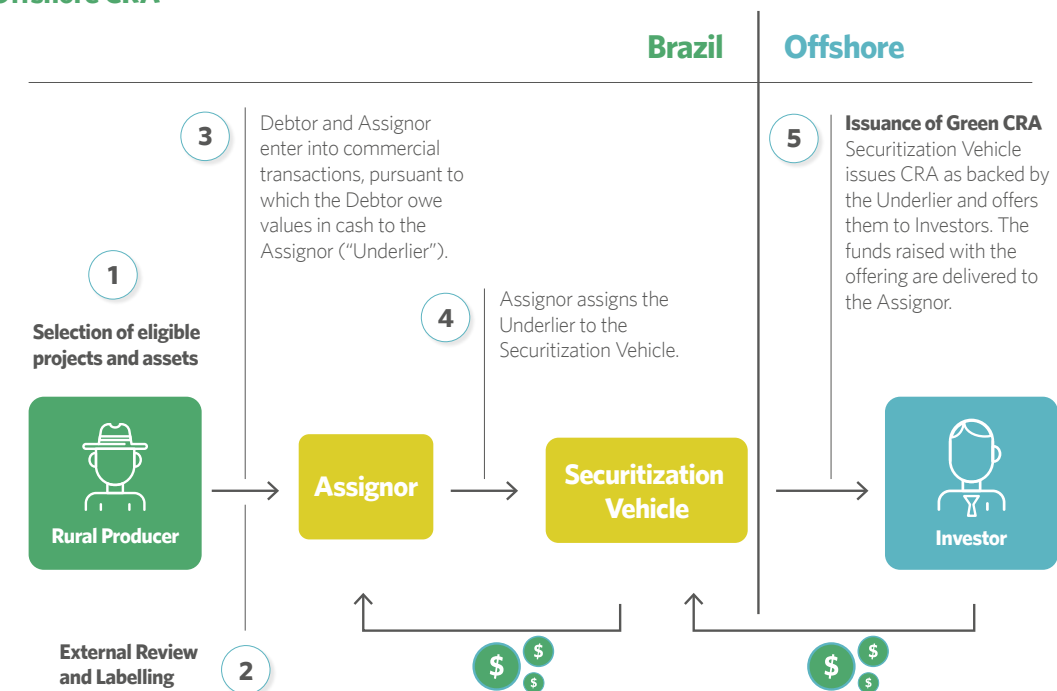 Offshore CRA
Brazil
Offshore
3
Debtor and Assignor
enter into commercial
transactions, pursuant to
which the Debtor owe
values in cash to the
Assignor (“Underlier”).
5
Issuance of Green CRA
Securitization Vehicle
issues CRA as backed by
the Underlier and offers
them to Investors. The
funds raised with the
offering are delivered to
the Assignor.
1
Selection of eligible
projects and assets
4
Assignor assigns the
Underlier to the
Securitization Vehicle.
Rural Producer
Assignor
Securitization
Vehicle
Investor
External Review
and Labelling
2
$
$
$
$
$
$